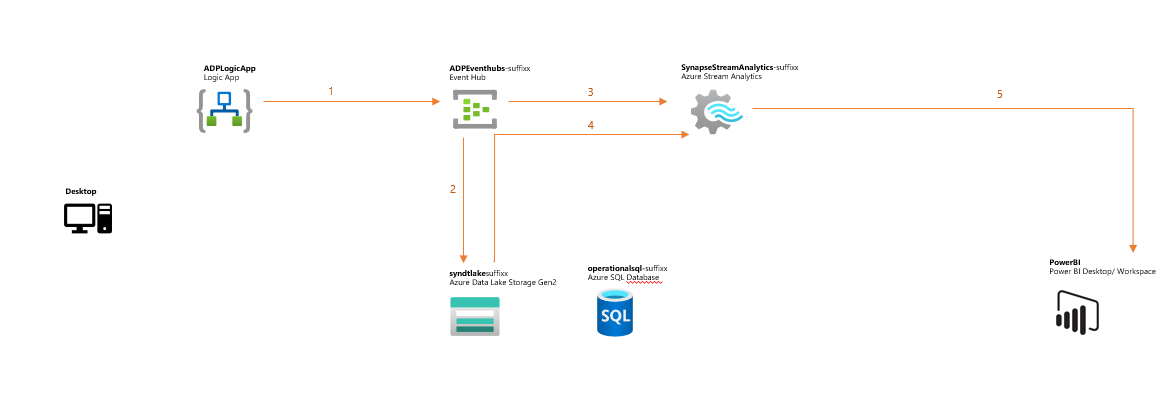 ADPLogicApp
Logic App
1
ADPEventhubs-suffixx
Event Hub
3
4
SynapseStreamAnalytics-suffixx
Azure Stream Analytics
5
2
Desktop
syndtlakesuffixx
Azure Data Lake Storage Gen2
operationalsql-suffixx
Azure SQL Database
SQL
PowerBI
Power BI Desktop/ Workspace